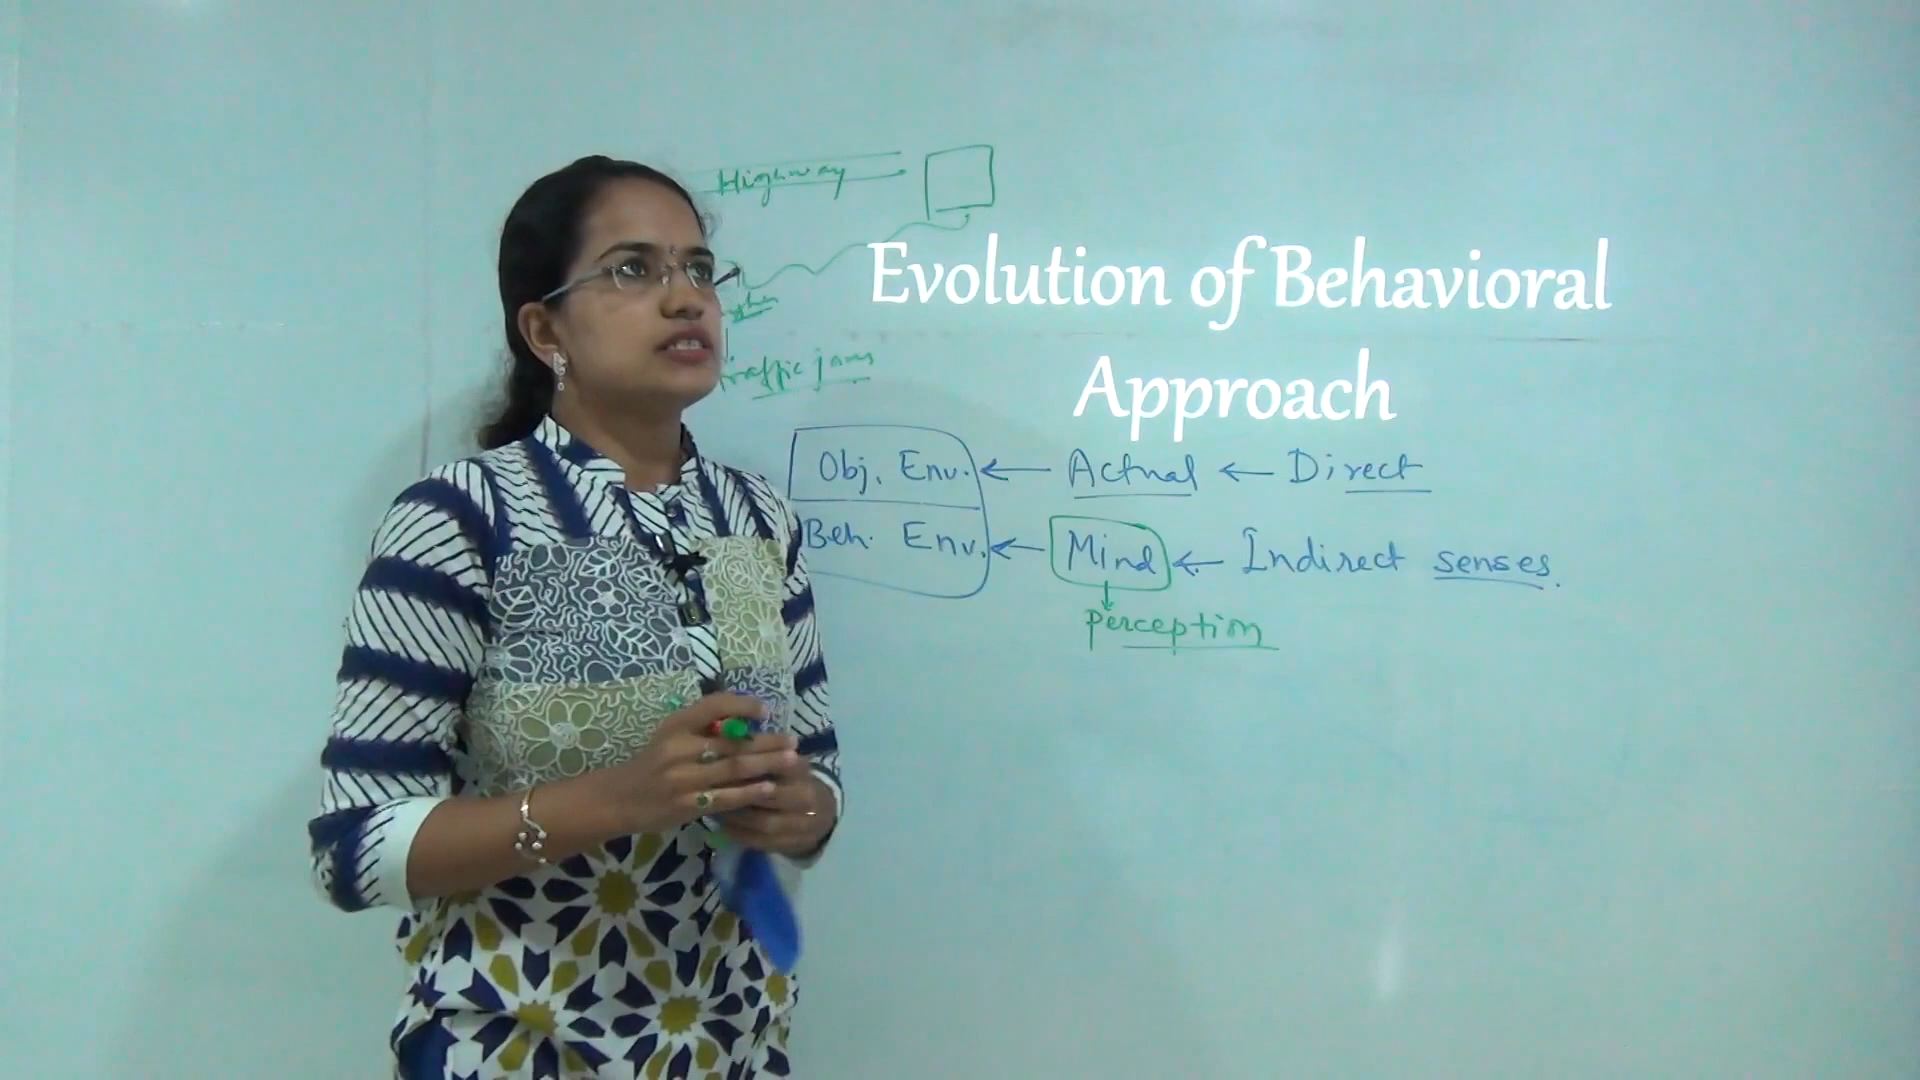 Highway
Evolution of Behavioral
Approach
Traffic jams
Obj. Env. ← Actual ← Direct
Beh. Env. ← Mind ← Indirect senses.
Perception